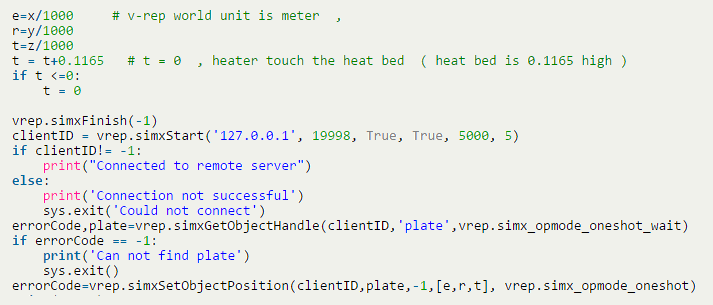 e=x/1000     # v-rep world unit is meter  ,
r=y/1000
t=z/1000
t = t+0.1165   # t = 0  , heater touch the heat bed  ( heat bed is 0.1165 high )
if t <=0:
    t = 0

vrep.simxFinish(-1)
clientID = vrep.simxStart('127.0.0.1', 19998, True, True, 5000, 5)
if clientID!= -1:
    print("Connected to remote server")
else:
    print('Connection not successful')
    sys.exit('Could not connect')
errorCode,plate=vrep.simxGetObjectHandle(clientID,'plate',vrep.simx_opmode_oneshot_wait)
if errorCode == -1:
    print('Can not find plate')
    sys.exit()
errorCode=vrep.simxSetObjectPosition(clientID,plate,-1,[e,r,t], vrep.simx_opmode_oneshot)